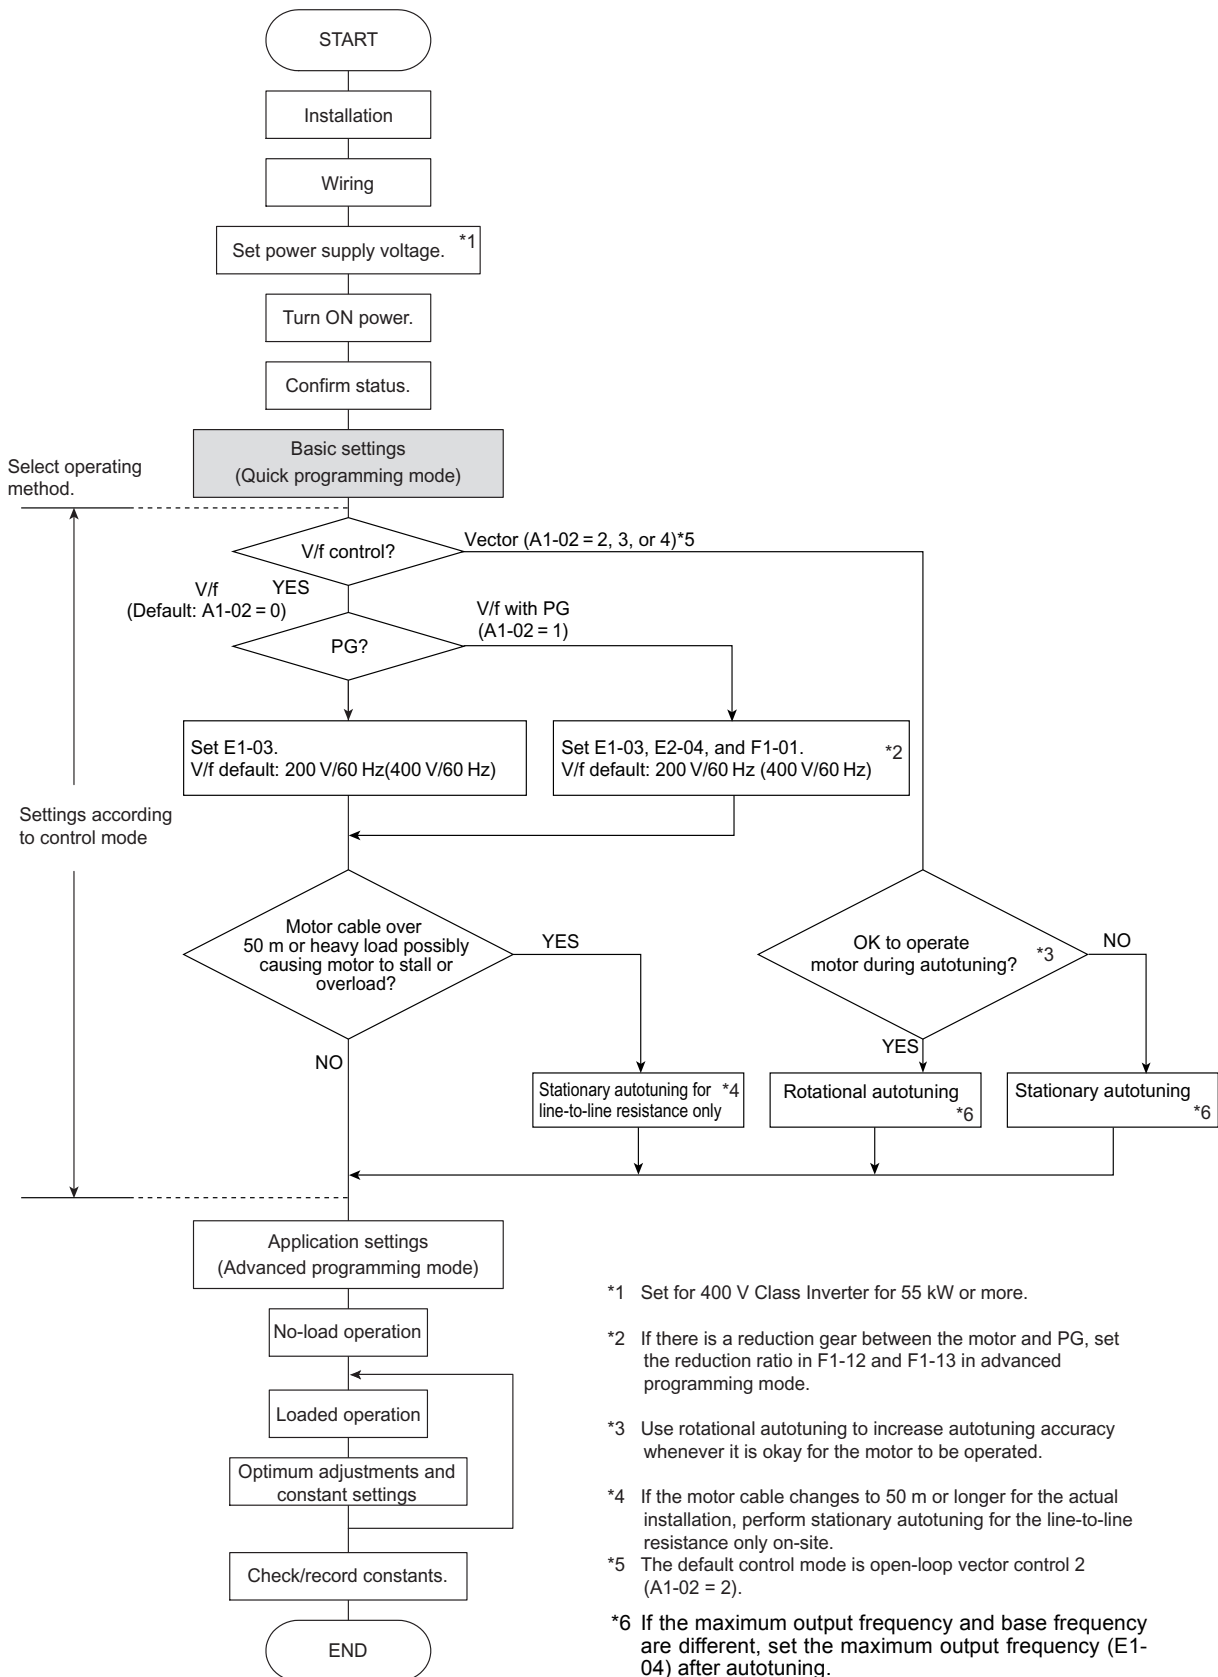 START
Installation
Wiring
Set power supply voltage. *1
Turn ON power.
Confirm status.
Basic settings
(Quick programming mode)
Select operating
method.
V/f control?
Vector (A1-02 = 2, 3, or 4)*5
V/f
(Default: A1-02 = 0)
YES
PG?
V/f with PG
(A1-02 = 1)
Set E1-03.
V/f default: 200 V/60 Hz(400 V/60 Hz)
Set E1-03, E2-04, and F1-01.
V/f default: 200 V/60 Hz (400 V/60 Hz)
*2
Settings according
to control mode
Motor cable over
50 m or heavy load possibly
causing motor to stall or
overload?
YES
NO
OK to operate
motor during autotuning?
*3
NO
YES
Stationary autotuning for *4
line-to-line resistance only
Rotational autotuning
*6
Stationary autotuning
*6
Application settings
(Advanced programming mode)
No-load operation
Loaded operation
Optimum adjustments and
constant settings
Check/record constants.
END
*1 Set for 400 V Class Inverter for 55 kW or more.
*2 If there is a reduction gear between the motor and PG, set
the reduction ratio in F1-12 and F1-13 in advanced
programming mode.
*3 Use rotational autotuning to increase autotuning accuracy
whenever it is okay for the motor to be operated.
*4 If the motor cable changes to 50 m or longer for the actual
installation, perform stationary autotuning for the line-to-line
resistance only on-site.
*5 The default control mode is open-loop vector control 2
(A1-02 = 2).
*6 If the maximum output frequency and base frequency
are different, set the maximum output frequency (E1-
04) after autotuning.